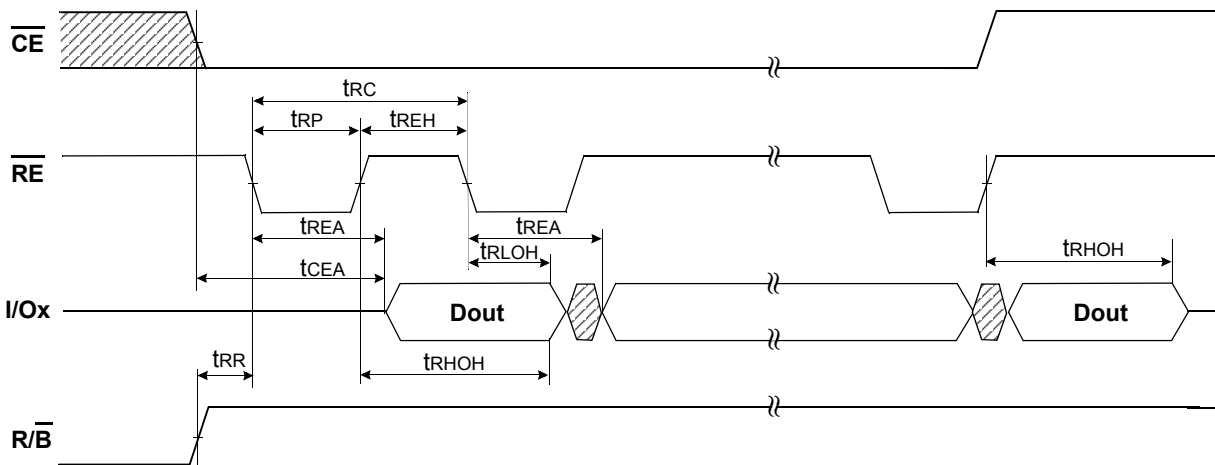 CE
tRC
tRP tREH
RE
tREA tREA
tRLOH
tCEA tRHOH
I/Ox Dout Dout
tRR tRHOH
R/B